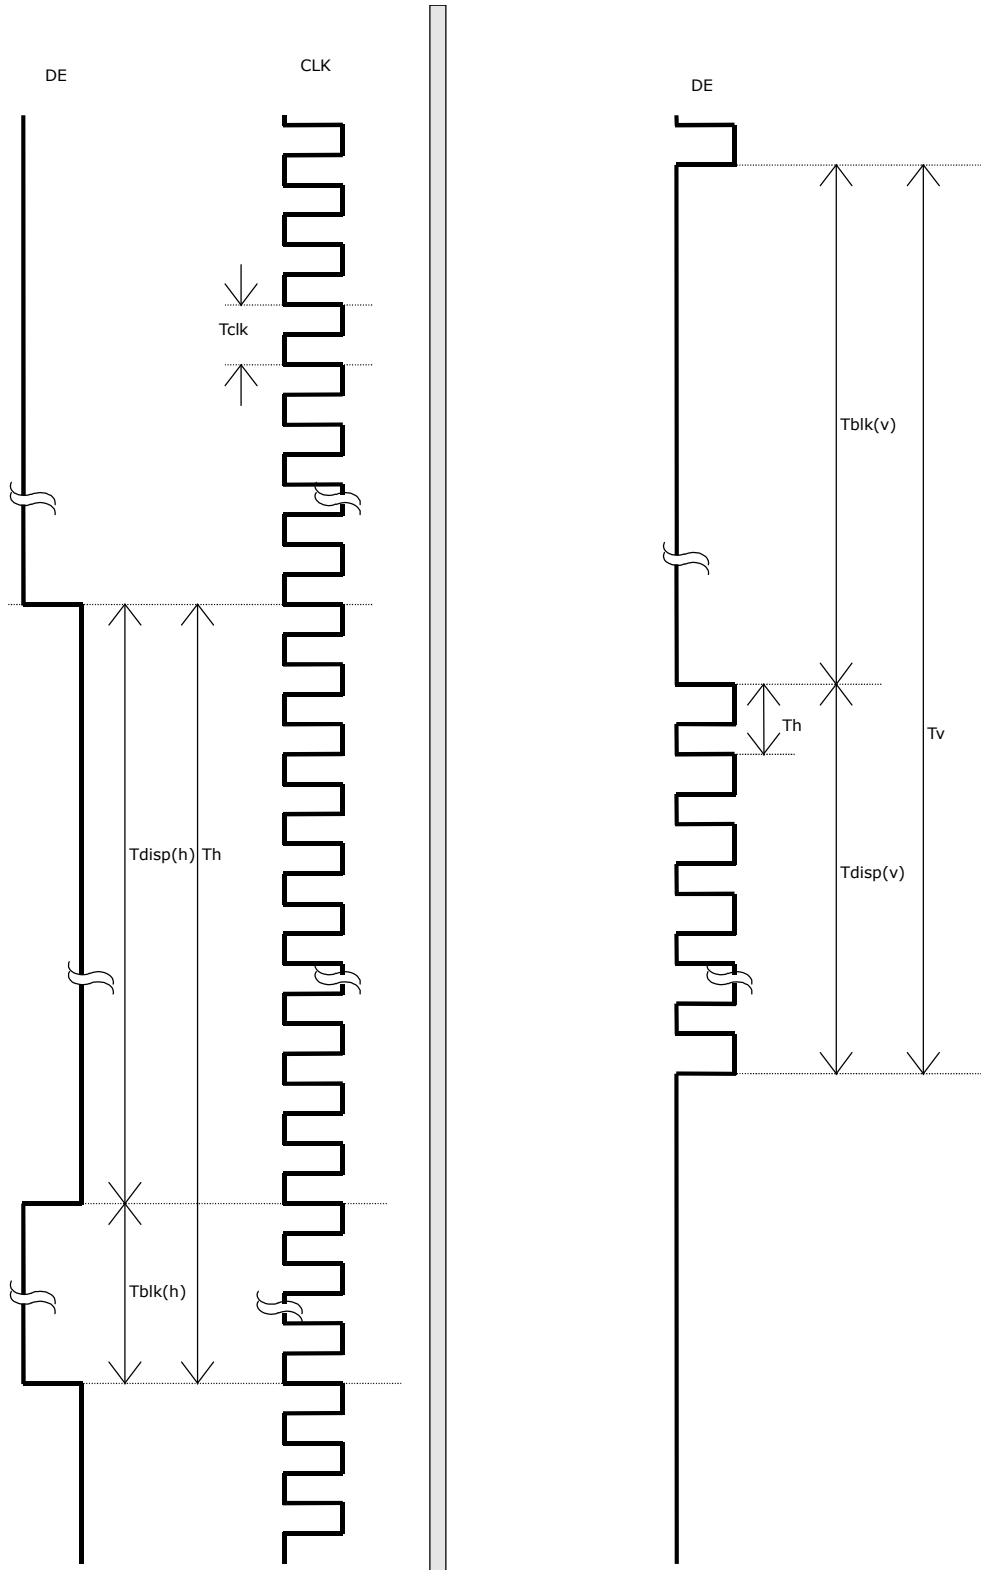 DE
CLK
DE
Tclk
Tblk(v)
Th
Tv
Tdisp(h)
Th
Tdisp(v)
Tblk(h)